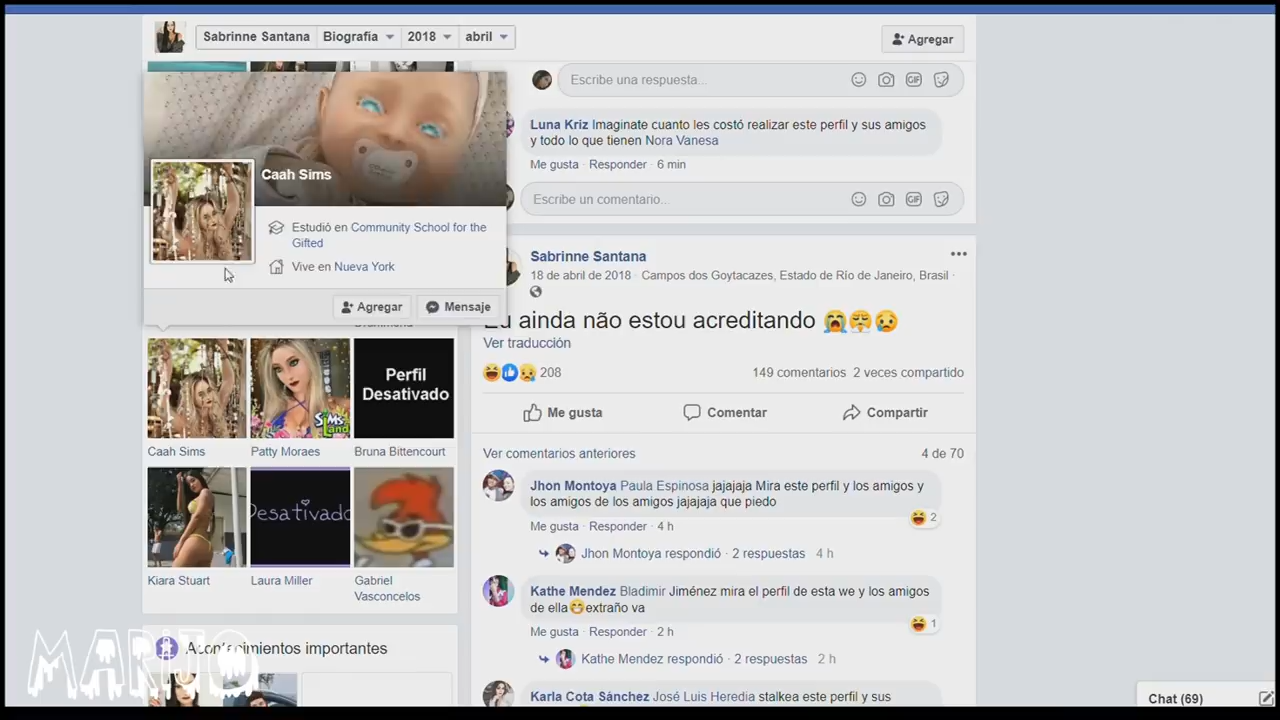 Sabrinne Santana Biografía 2018 abril
Agregar
Escribe una respuesta...
GIF
Luna Kriz Imaginate cuanto les costó realizar este perfil y sus amigos
y todo lo que tienen Nora Vanesa
Me gusta · Responder · 6 min
Escribe un comentario...
GIF
Caah Sims
Estudió en Community School for the
Gifted
Vive en Nueva York
Agregar
Mensaje
Sabrinne Santana
18 de abril de 2018 · Campos dos Goytacazes, Estado de Río de Janeiro, Brasil ·
Eu ainda não estou acreditando 😭😤😥
Ver traducción
208
149 comentarios 2 veces compartido
Me gusta
Comentar
Compartir
Ver comentarios anteriores
4 de 70
Jhon Montoya Paula Espinosa jajajaja Mira este perfil y los amigos y
los amigos de los amigos jajajaja que piedo
2
Me gusta · Responder · 4 h
Jhon Montoya respondió · 2 respuestas 4 h
Kathe Mendez Bladimir Jiménez mira el perfil de esta we y los amigos
de ella😂extraño va
1
Me gusta · Responder · 2 h
Kathe Mendez respondió · 2 respuestas 2 h
Karla Cota Sánchez José Luis Heredia stalkea este perfil y sus
Perfil
Desativado
Sims
Land
Caah Sims
Patty Moraes
Bruna Bittencourt
Desativado
Kiara Stuart
Laura Miller
Gabriel
Vasconcelos
Acontecimientos importantes
MARIJO
Chat (69)